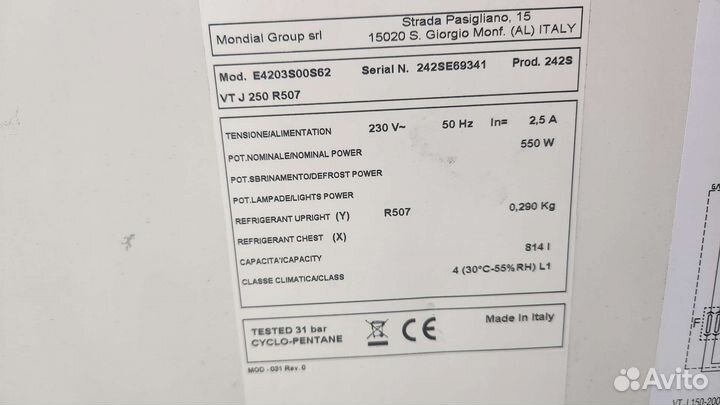 Mondial Group srl
Strada Pasigliano, 15
15020 S. Giorgio Monf. (AL) ITALY
Mod. E4203S00S62 Serial N. 242SE69341 Prod. 242S
VT J 250 R507
TENSIONE/ALIMENTATION 230 V~ 50 Hz In= 2,5 A
POT.NOMINALE/NOMINAL POWER 550 W
POT.SBRINAMENTO/DEFROST POWER
POT.LAMPADE/LIGHTS POWER
REFRIGERANT UPRIGHT (Y) R507 0,290 Kg
REFRIGERANT CHEST (X)
CAPACITA'/CAPACITY 814 l
CLASSE CLIMATICA/CLASS 4 (30°C-55%RH) L1
TESTED 31 bar
CYCLO-PENTANE
CE
Made in Italy
MOD - 031 Rev. 0
F
VT J 150-200
Avito